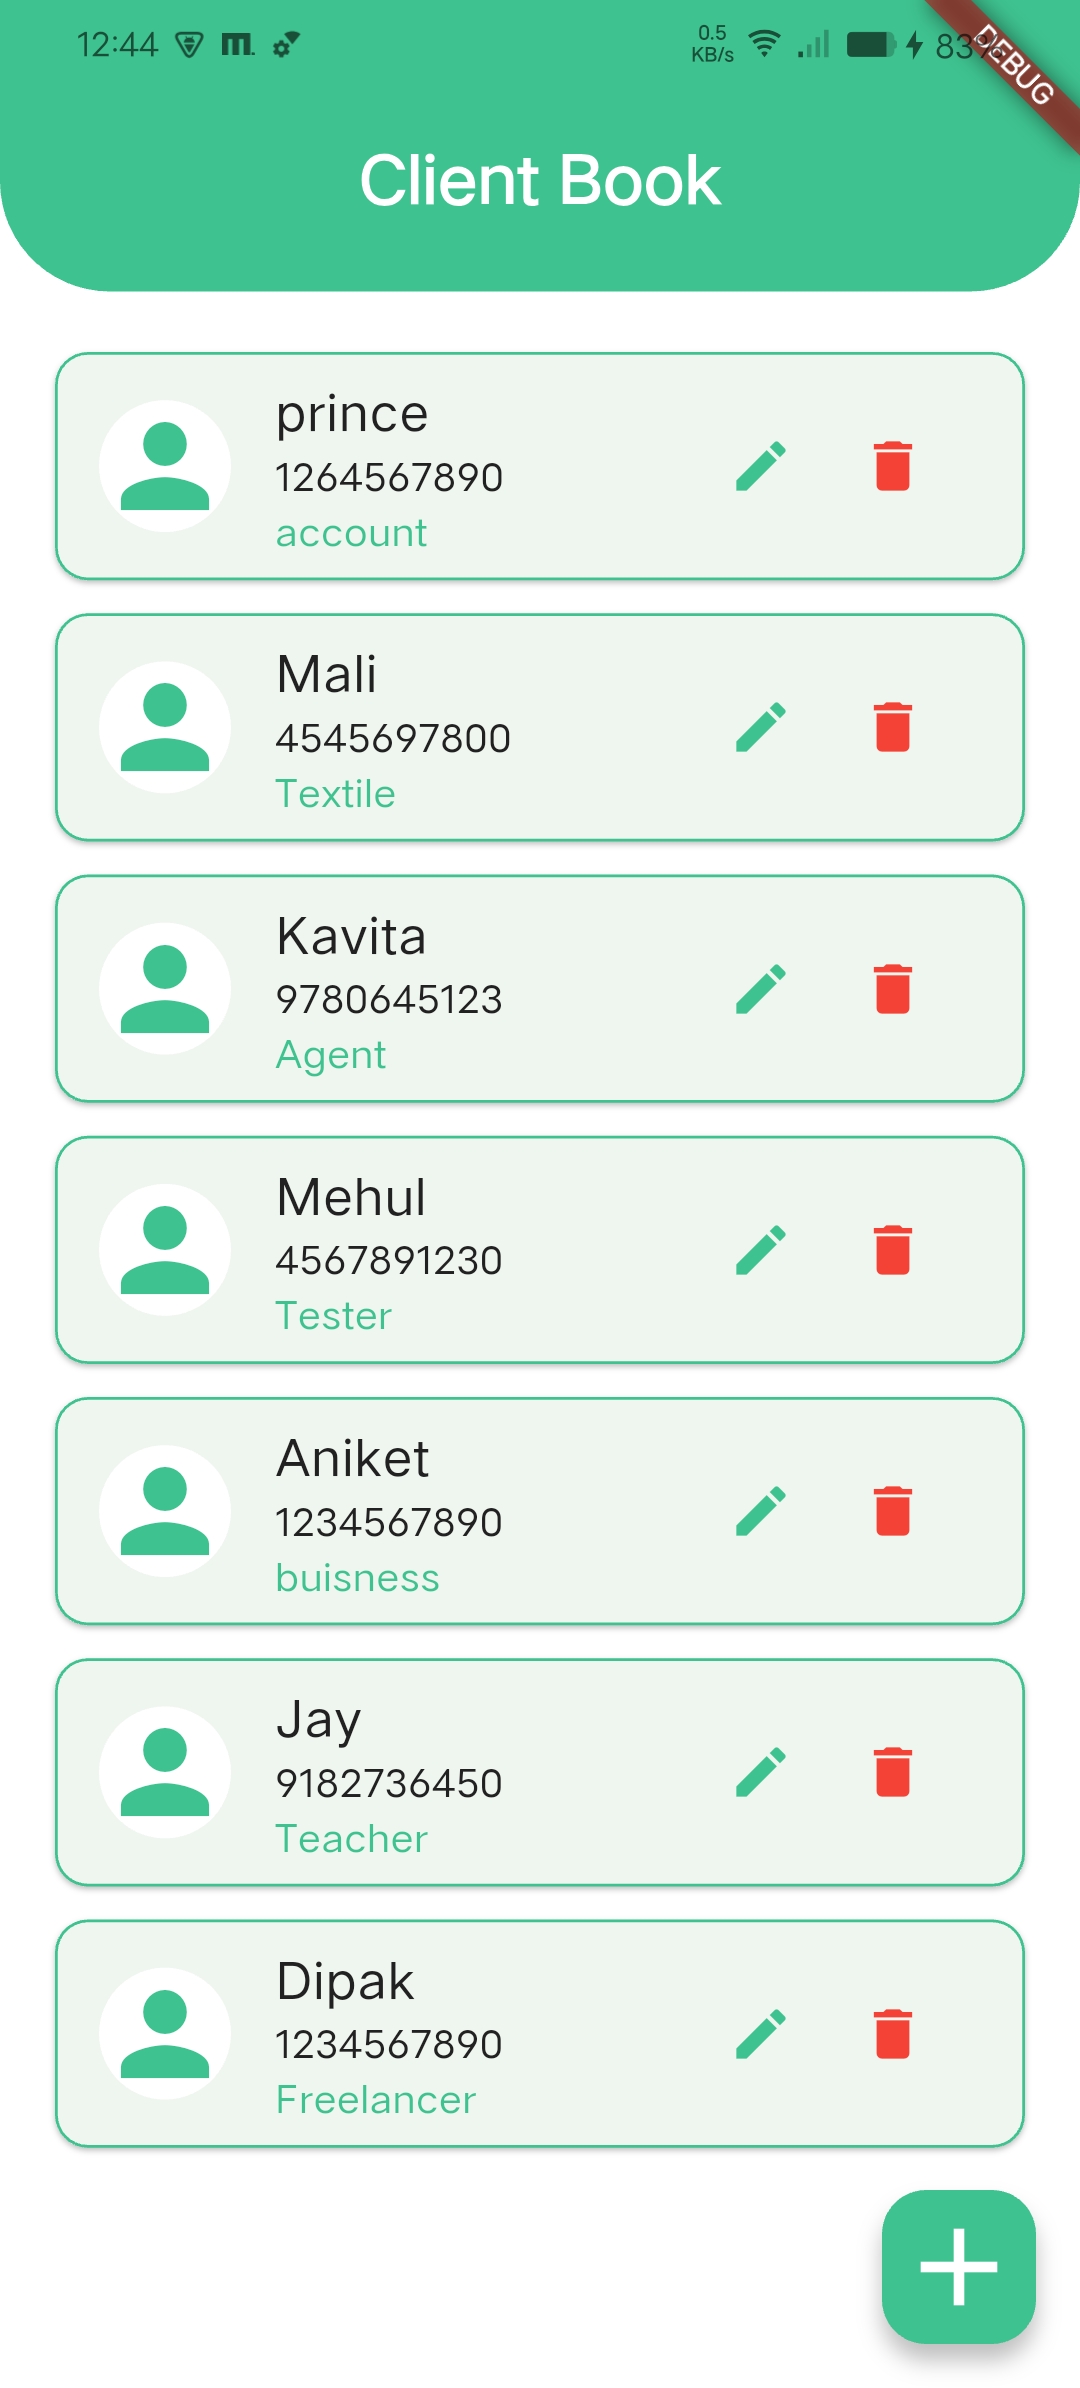 12:44
0.5
KB/s
83%
DEBUG
Client Book
prince
1264567890
account
Mali
4545697800
Textile
Kavita
9780645123
Agent
Mehul
4567891230
Tester
Aniket
1234567890
buisness
Jay
9182736450
Teacher
Dipak
1234567890
Freelancer